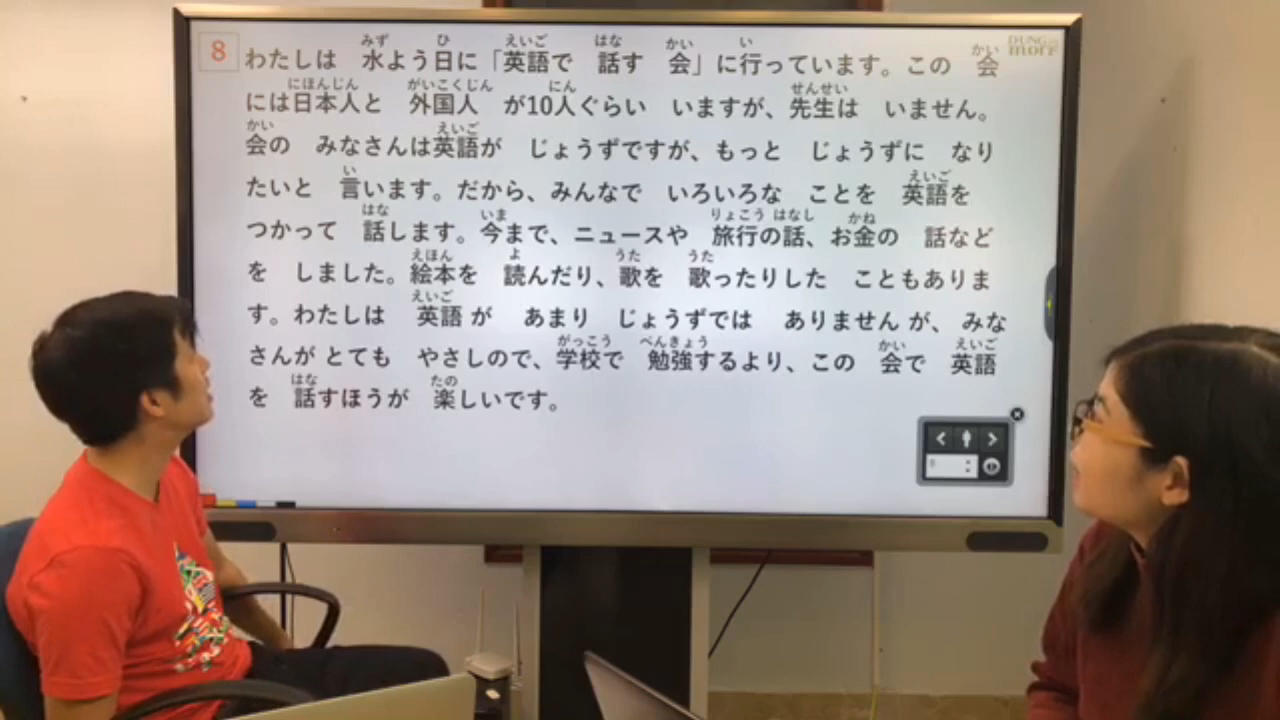 8 わたしは 水よう日に「英語で 話す 会」に行っています。この 会
には日本人と 外国人 が10人ぐらい いますが、先生は いません。
会の みなさんは英語が じょうずですが、もっと じょうずに なり
たいと 言います。だから、みんなで いろいろな ことを 英語を
つかって 話します。今まで、ニュースや 旅行の話、お金の 話など
を しました。絵本を 読んだり、歌を 歌ったりした こともありま
す。わたしは 英語 が あまり じょうずでは ありません が、 みな
さんが とても やさしので、学校で 勉強するより、この 会で 英語
を 話すほうが 楽しいです。
DUNG
morf